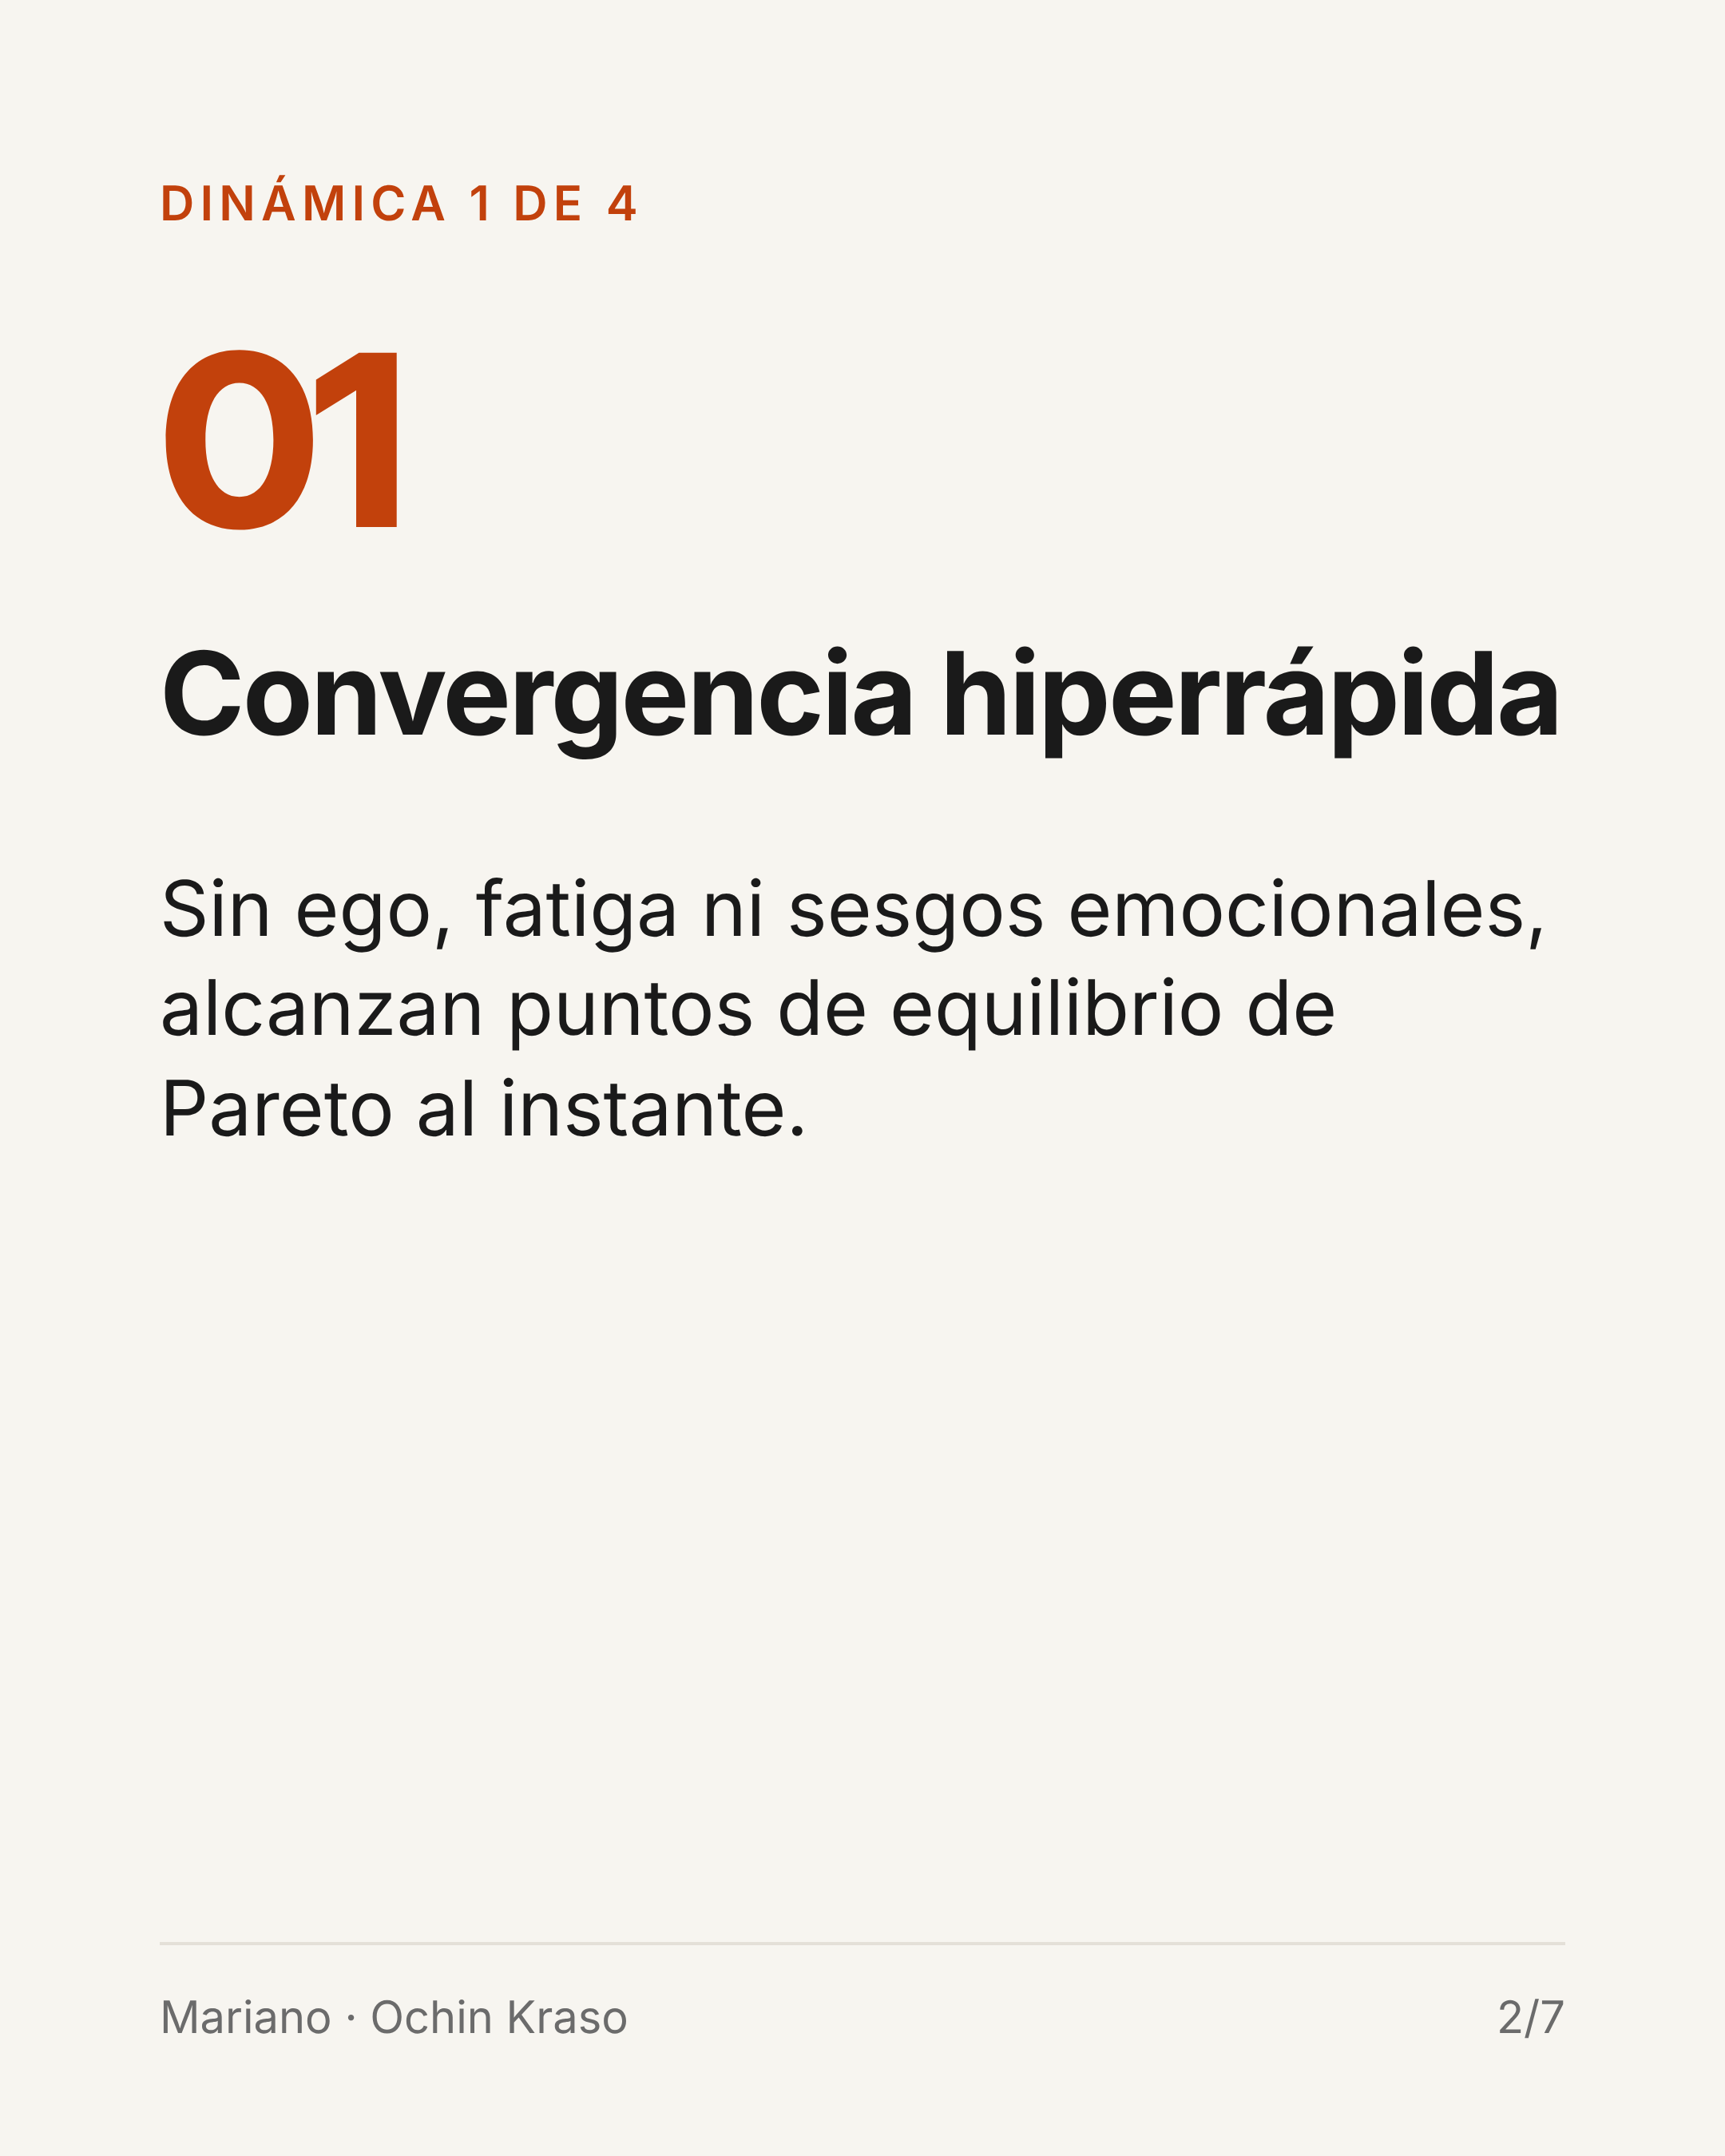 DINÁMICA 1 DE 4
01
Convergencia hiperrápida
Sin ego, fatiga ni sesgos emocionales,
alcanzan puntos de equilibrio de
Pareto al instante.
Mariano · Ochin Kraso
2/7